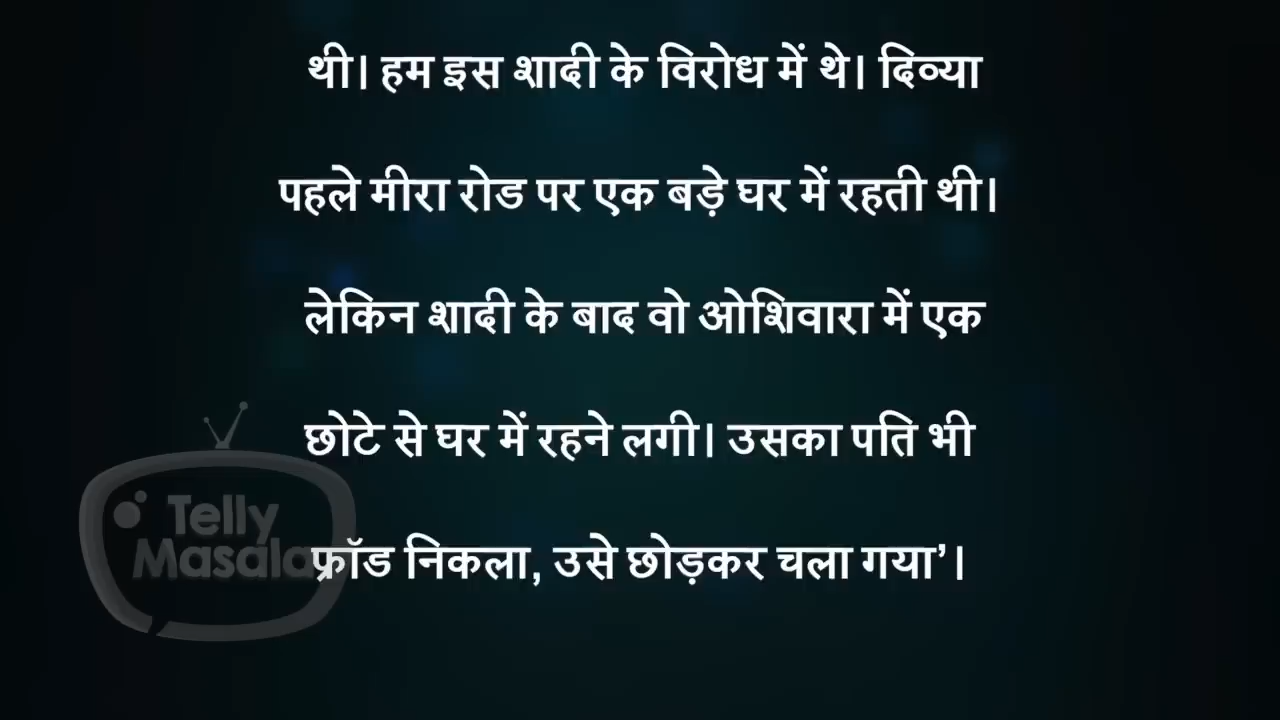 थी। हम इस शादी के विरोध में थे। दिव्या
पहले मीरा रोड पर एक बड़े घर में रहती थी।
लेकिन शादी के बाद वो ओशिवारा में एक
छोटे से घर में रहने लगी। उसका पति भी
फ्रॉड निकला, उसे छोड़कर चला गया’।
Telly
Masala